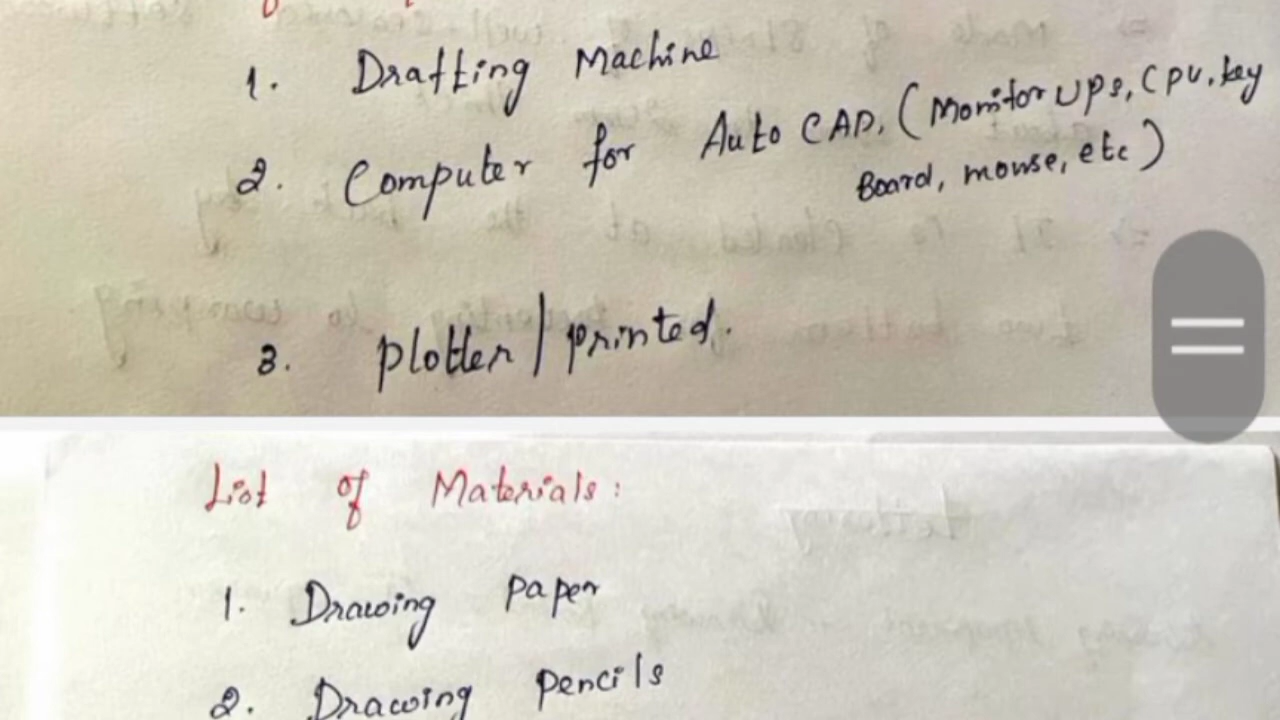 1. Drafting Machine
2. Computer for Auto CAD, (Monitor UPS, CPU, key
Board, mouse, etc)
3. plotter/printed.
List of Materials:
1. Drawing paper
2. Drawing pencils